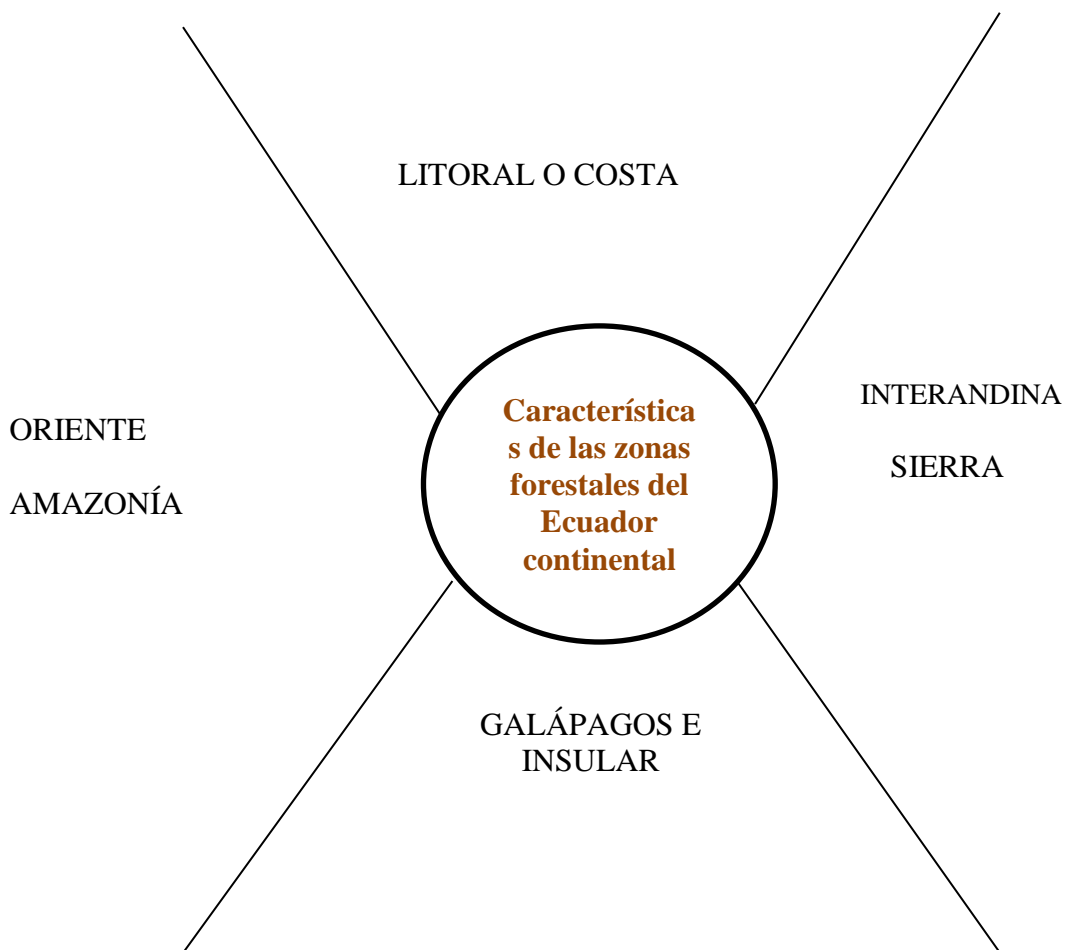 LITORAL O COSTA
INTERANDINA
SIERRA
ORIENTE
AMAZONÍA
Característica
s de las zonas
forestales del
Ecuador
continental
GALÁPAGOS E
INSULAR